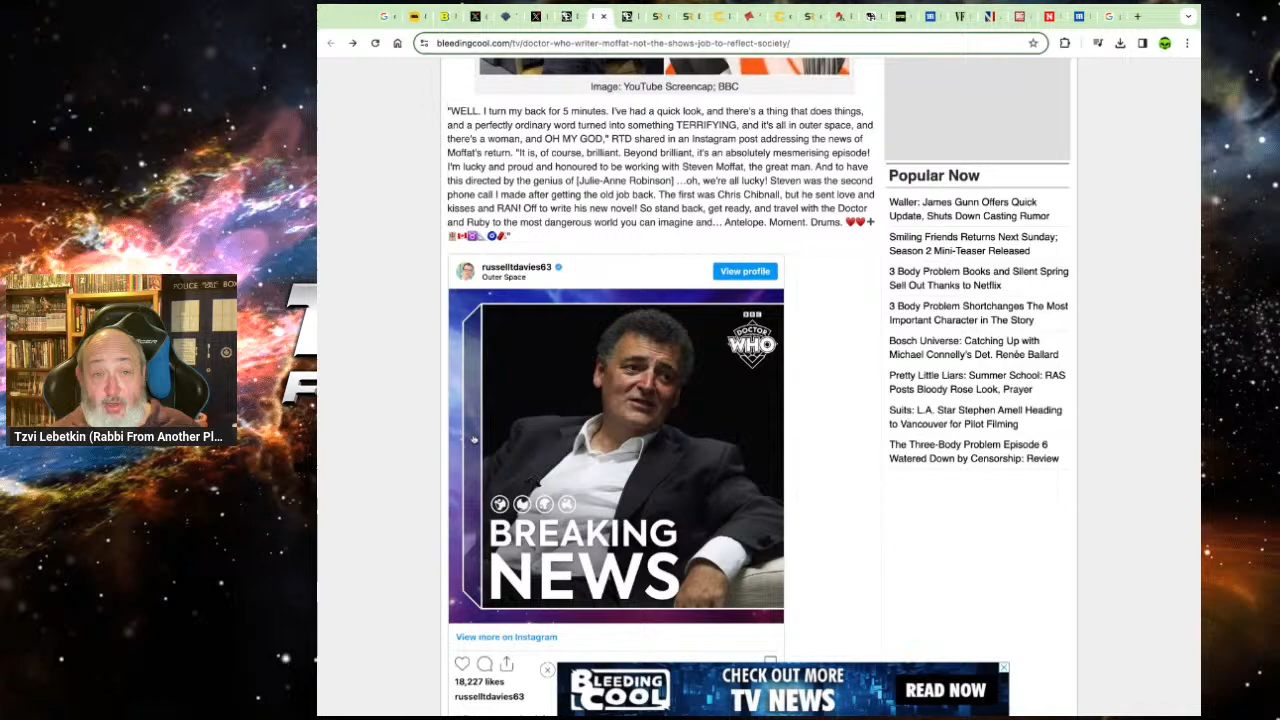 bleedingcool.com/tv/doctor-who-writer-moffat-not-the-shows-job-to-reflect-society/
Image: YouTube Screencap; BBC
"WELL. I turn my back for 5 minutes. I've had a quick look, and there's a thing that does things,
and a perfectly ordinary word turned into something TERRIFYING, and it's all in outer space, and
there's a woman, and OH MY GOD," RTD shared in an Instagram post addressing the news of
Moffat's return. "It is, of course, brilliant. Beyond brilliant, it's an absolutely mesmerising episode!
I'm lucky and proud and honoured to be working with Steven Moffat, the great man. And to have
this directed by the genius of [Julie-Anne Robinson] …oh, we're all lucky! Steven was the second
phone call I made after getting the old job back. The first was Chris Chibnall, but he sent love and
kisses and RAN! Off to write his new novel! So stand back, get ready, and travel with the Doctor
and Ruby to the most dangerous world you can imagine and… Antelope. Moment. Drums. ❤️❤️➕
"
russelltdavies63
Outer Space
View profile
BBC
DOCTOR
WHO
BREAKING
NEWS
View more on Instagram
18,227 likes
russelltdavies63
Popular Now
Waller: James Gunn Offers Quick
Update, Shuts Down Casting Rumor
Smiling Friends Returns Next Sunday;
Season 2 Mini-Teaser Released
3 Body Problem Books and Silent Spring
Sell Out Thanks to Netflix
3 Body Problem Shortchanges The Most
Important Character in The Story
Bosch Universe: Catching Up with
Michael Connelly's Det. Renée Ballard
Pretty Little Liars: Summer School: RAS
Posts Bloody Rose Look, Prayer
Suits: L.A. Star Stephen Amell Heading
to Vancouver for Pilot Filming
The Three-Body Problem Episode 6
Watered Down by Censorship: Review
BLEEDING
COOL
CHECK OUT MORE
TV NEWS
READ NOW
POLICE BOX
Tzvi Lebetkin (Rabbi From Another Pl...